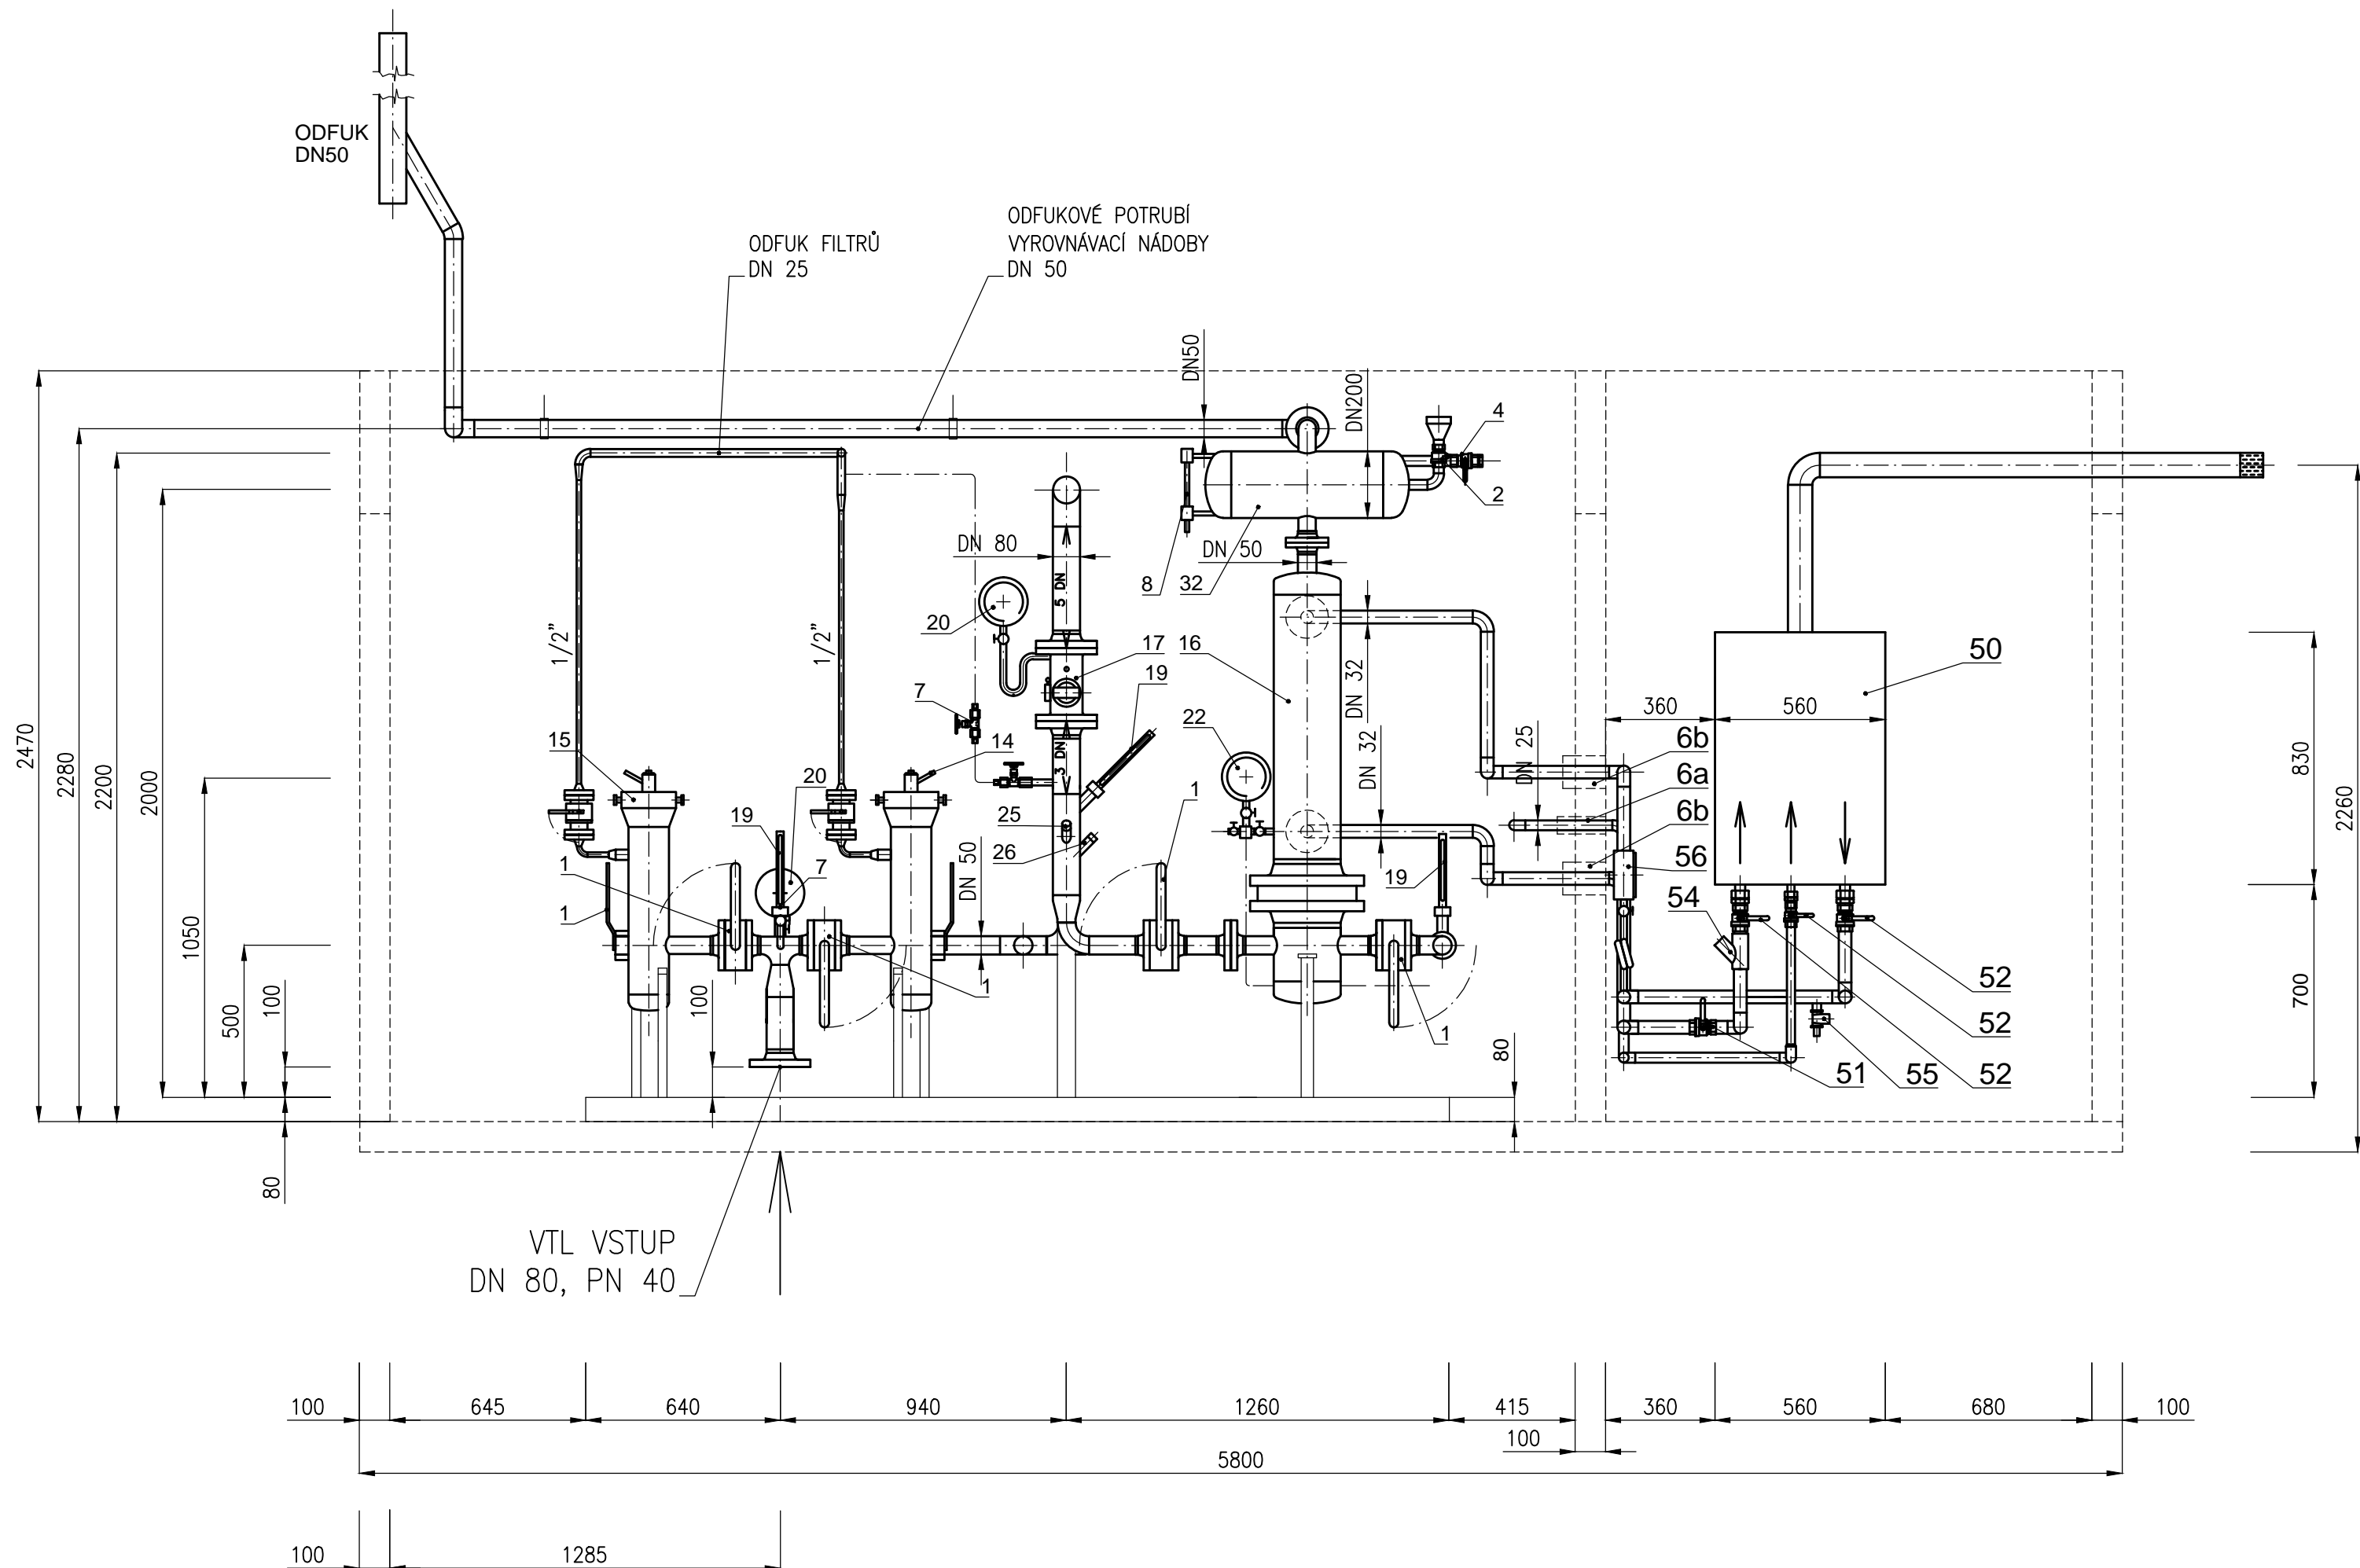 ODFUK
DN50
ODFUK FILTRŮ
DN 25
ODFUKOVÉ POTRUBÍ
VYROVNÁVACÍ NÁDOBY
DN 50
DN50
DN200
4
2
DN 80
5 DN
DN 50
8
32
20
1/2"
1/2"
17
16
19
50
7
22
DN 32
360
560
15
14
20
DN 32
DN 25
6b
6a
6b
19
25
1
26
DN 50
7
19
56
1
1
54
1
3 DN
1
52
52
52
51
55
2470
2280
2200
2000
1050
500
100
80
100
80
830
700
2260
VTL VSTUP
DN 80, PN 40
100
645
640
940
1260
415
360
560
680
100
100
5800
100
1285